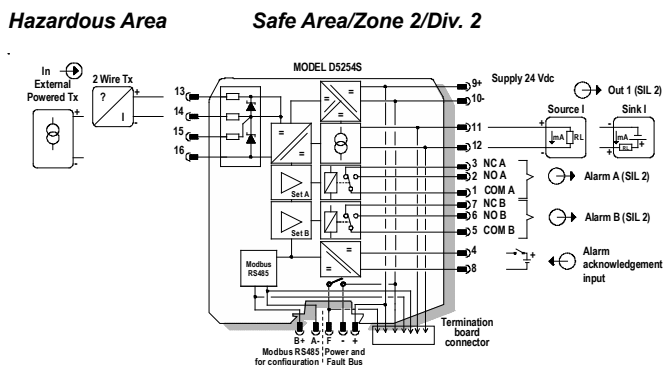 Hazardous Area
Safe Area/Zone 2/Div. 2
MODEL D5254S
In
External
Powered Tx
2 Wire Tx
+
-
?
I
+
-
13
14
15
16
=
=
=
=
=
=
=
Set A
Set B
=
=
Modbus
RS485
9+
10-
Supply 24 Vdc
Out 1 (SIL 2)
Source I
Sink I
11
12
+
-
mA
RL
-
+
mA
RL
+
-
3 NC A
2 NO A
1 COM A
Alarm A (SIL 2)
7 NC B
6 NO B
5 COM B
Alarm B (SIL 2)
4
8
+
Alarm
acknowledgement
input
Termination
board
connector
B+ A- F - +
Modbus RS485
for configuration
Power and
Fault Bus